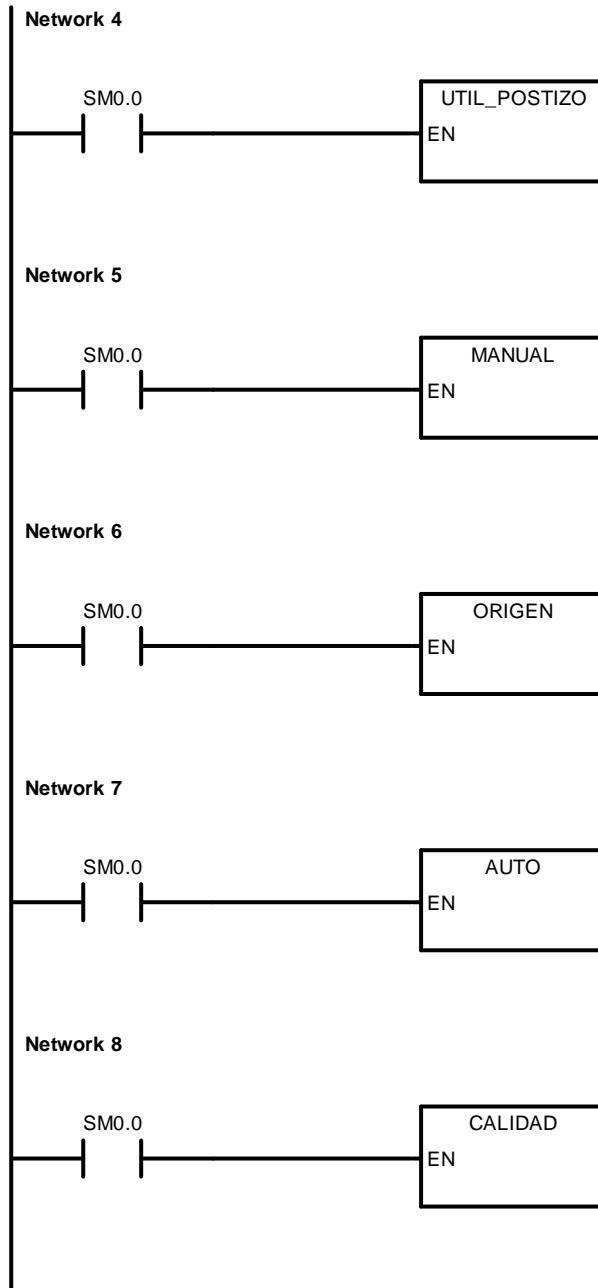 Network 4
SM0.0
UTIL_POSTIZO
EN
Network 5
SM0.0
MANUAL
EN
Network 6
SM0.0
ORIGEN
EN
Network 7
SM0.0
AUTO
EN
Network 8
SM0.0
CALIDAD
EN